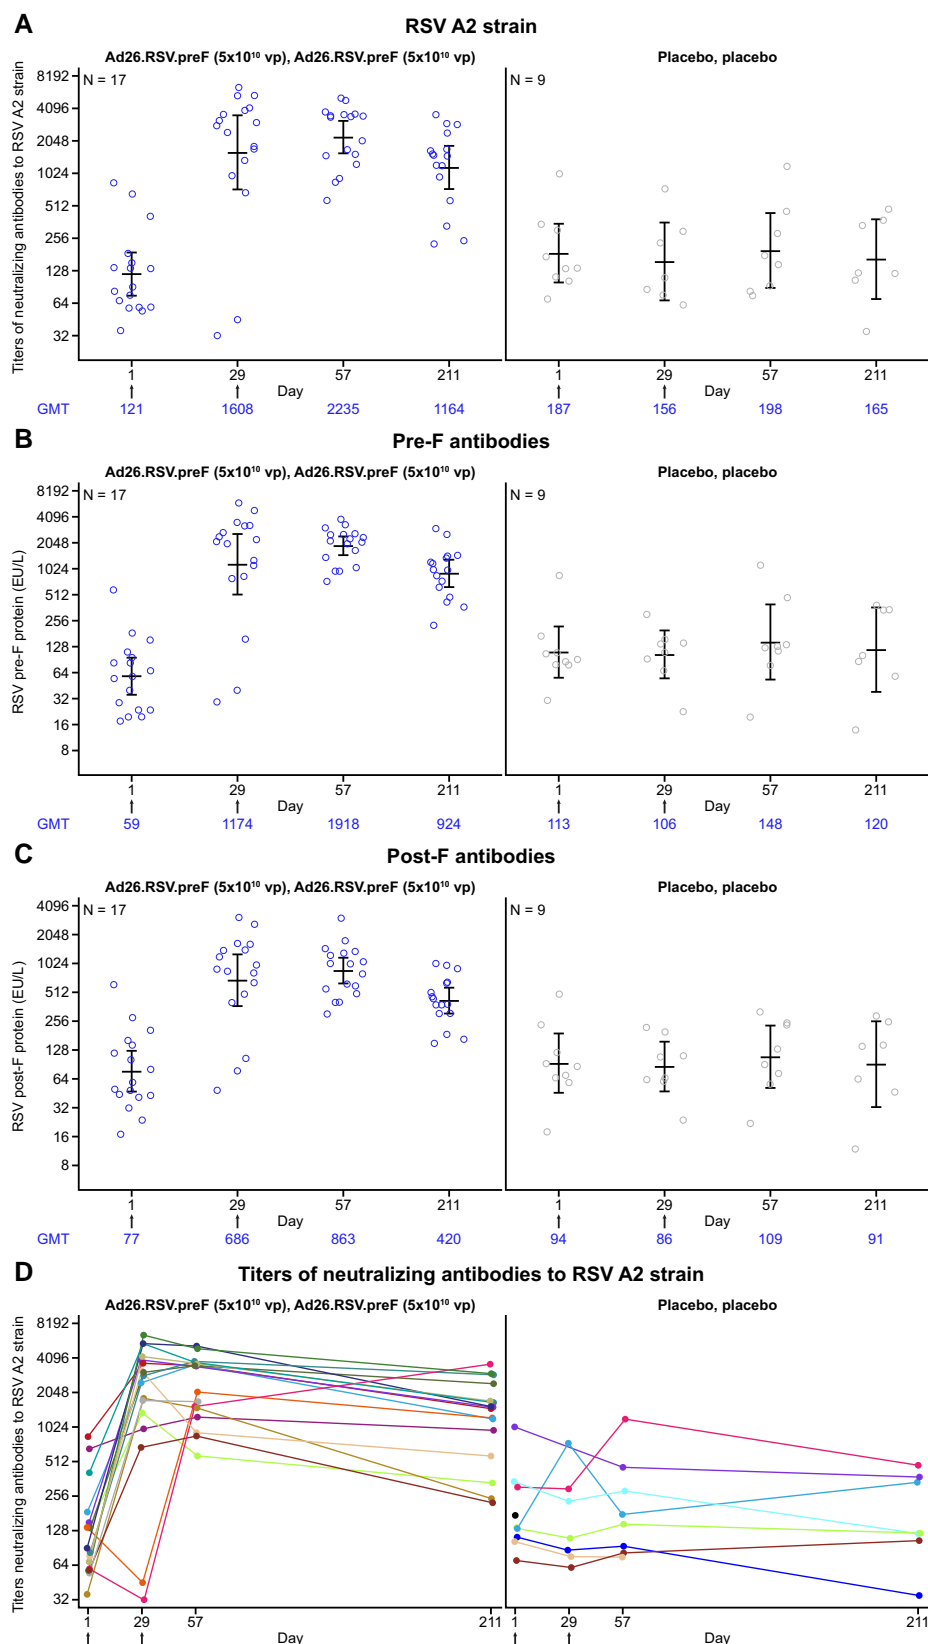 A RSV A2 strain
Ad26.RSV.preF (5x10¹⁰ vp), Ad26.RSV.preF (5x10¹⁰ vp) Placebo, placebo
Titers of neutralizing antibodies to RSV A2 strain
8192 N = 17 N = 9
4096
2048
1024
512
256
128
64
32
1 29 57 211 1 29 57 211
Day Day
GMT 121 1608 2235 1164 187 156 198 165
B Pre-F antibodies
Ad26.RSV.preF (5x10¹⁰ vp), Ad26.RSV.preF (5x10¹⁰ vp) Placebo, placebo
RSV pre-F protein (EU/L)
8192 N = 17 N = 9
4096
2048
1024
512
256
128
64
32
16
8
1 29 57 211 1 29 57 211
Day Day
GMT 59 1174 1918 924 113 106 148 120
C Post-F antibodies
Ad26.RSV.preF (5x10¹⁰ vp), Ad26.RSV.preF (5x10¹⁰ vp) Placebo, placebo
RSV post-F protein (EU/L)
4096 N = 17 N = 9
2048
1024
512
256
128
64
32
16
8
1 29 57 211 1 29 57 211
Day Day
GMT 77 686 863 420 94 86 109 91
D Titers of neutralizing antibodies to RSV A2 strain
Ad26.RSV.preF (5x10¹⁰ vp), Ad26.RSV.preF (5x10¹⁰ vp) Placebo, placebo
Titers neutralizing antibodies to RSV A2 strain
8192
4096
2048
1024
512
256
128
64
32
1 29 57 211 1 29 57 211
Day Day